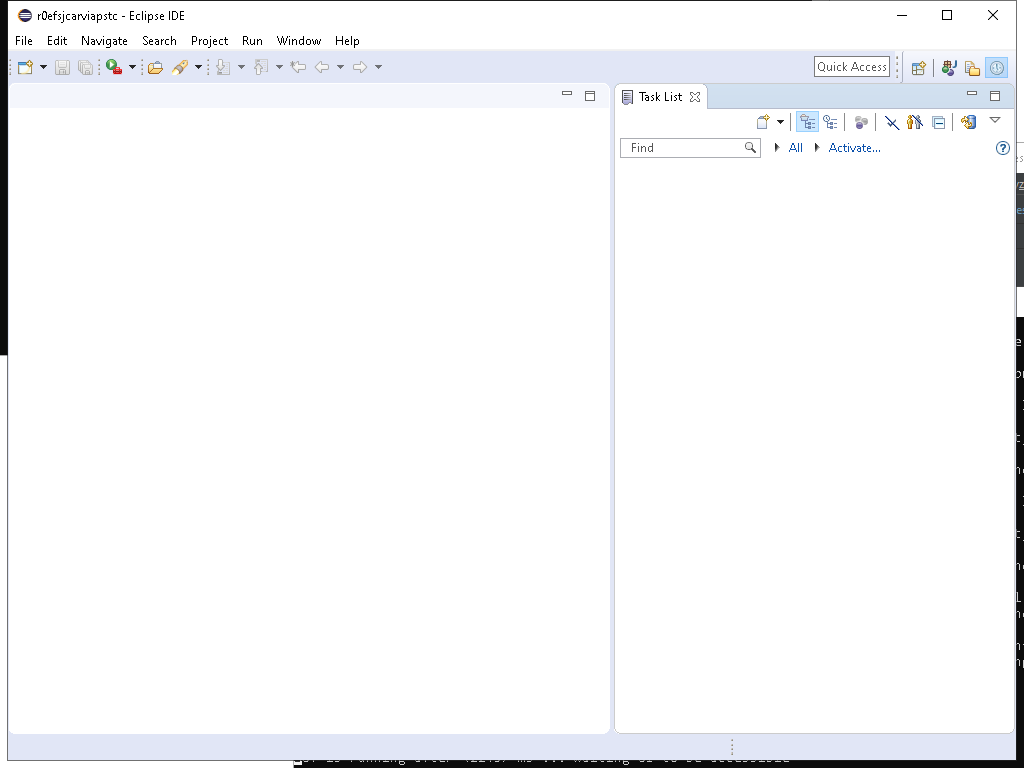 r0efsjcarviapstc - Eclipse IDE
File Edit Navigate Search Project Run Window Help
Quick Access
Task List
Find All Activate...